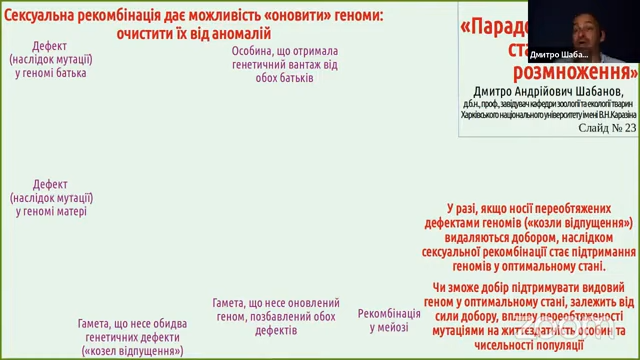 Сексуальна рекомбінація дає можливість «оновити» геноми:
очистити їх від аномалій
Дефект
(наслідок мутації)
у геномі батька
Особина, що отримала
генетичний вантаж від
обох батьків
«Парадо
ста
розмноження»
Дмитро Шаба...
Дмитро Андрійович Шабанов,
д.б.н., проф., завідувач кафедри зоології та екології тварин
Харківського національного університету імені В.Н.Каразіна
Слайд № 23
Дефект
(наслідок мутації)
у геномі матері
У разі, якщо носії переобтяжених
дефектами геномів («козли відпущення»)
видаляються добором, наслідком
сексуальної рекомбінації стає підтримання
геномів у оптимальному стані.
Чи зможе добір підтримувати видовий
геном у оптимальному стані, залежить від
сили добору, впливу переобтяженості
мутаціями на життєздатність особин та
чисельності популяції
Гамета, що несе обидва
генетичних дефекти
(«козел відпущення»)
Гамета, що несе оновлений
геном, позбавлений обох
дефектів
Рекомбінація
у мейозі
zoom